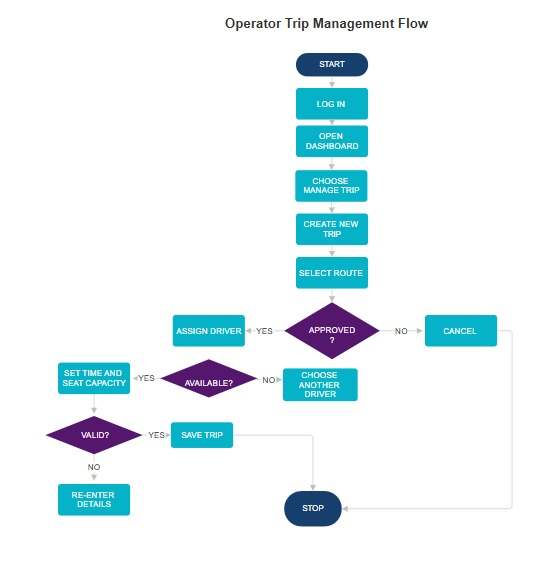 Operator Trip Management Flow
START
LOG IN
OPEN
DASHBOARD
CHOOSE
MANAGE TRIP
CREATE NEW
TRIP
SELECT ROUTE
ASSIGN DRIVER
YES
APPROVED
?
NO
CANCEL
SET TIME AND
SEAT CAPACITY
YES
AVAILABLE?
NO
CHOOSE
ANOTHER
DRIVER
VALID?
YES
SAVE TRIP
NO
RE-ENTER
DETAILS
STOP